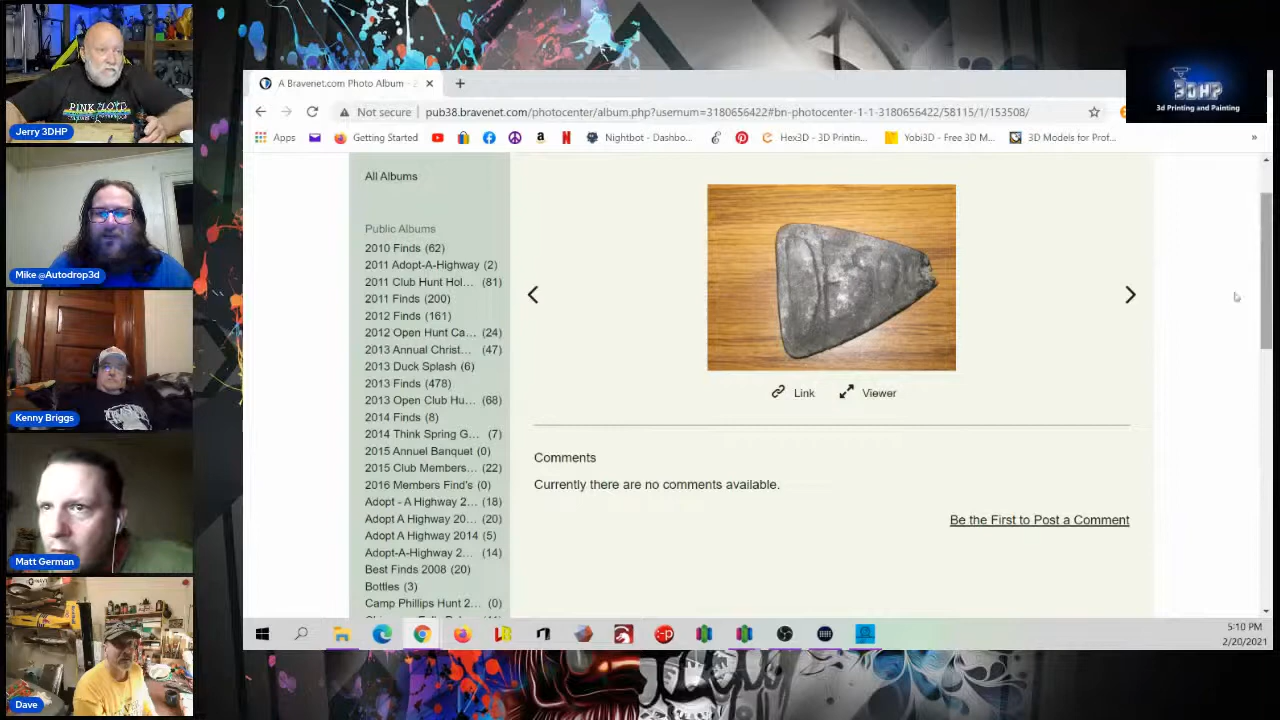 PINK FLOYD
Jerry 3DHP
Mike @Autodrop3d
Kenny Briggs
Matt German
Dave
A Bravenet.com Photo Album -
Not secure
pub38.bravenet.com/photocenter/album.php?usernum=3180656422#bn-photocenter-1-1-3180656422/58115/1/153508/
3DHP
3d Printing and Painting
Apps
Getting Started
Nightbot - Dashbo...
Hex3D - 3D Printin...
Yobi3D - Free 3D M...
3D Models for Prof...
All Albums
Public Albums
2010 Finds (62)
2011 Adopt-A-Highway (2)
2011 Club Hunt Hol... (81)
2011 Finds (200)
2012 Finds (161)
2012 Open Hunt Ca... (24)
2013 Annual Christ... (47)
2013 Duck Splash (6)
2013 Finds (478)
2013 Open Club Hu... (68)
2014 Finds (8)
2014 Think Spring G... (7)
2015 Annuel Banquet (0)
2015 Club Members... (22)
2016 Members Find's (0)
Adopt - A Highway 2... (18)
Adopt A Highway 20... (20)
Adopt A Highway 2014 (5)
Adopt-A-Highway 2... (14)
Best Finds 2008 (20)
Bottles (3)
Camp Phillips Hunt 2... (0)
Link
Viewer
Comments
Currently there are no comments available.
Be the First to Post a Comment
5:10 PM
2/20/2021